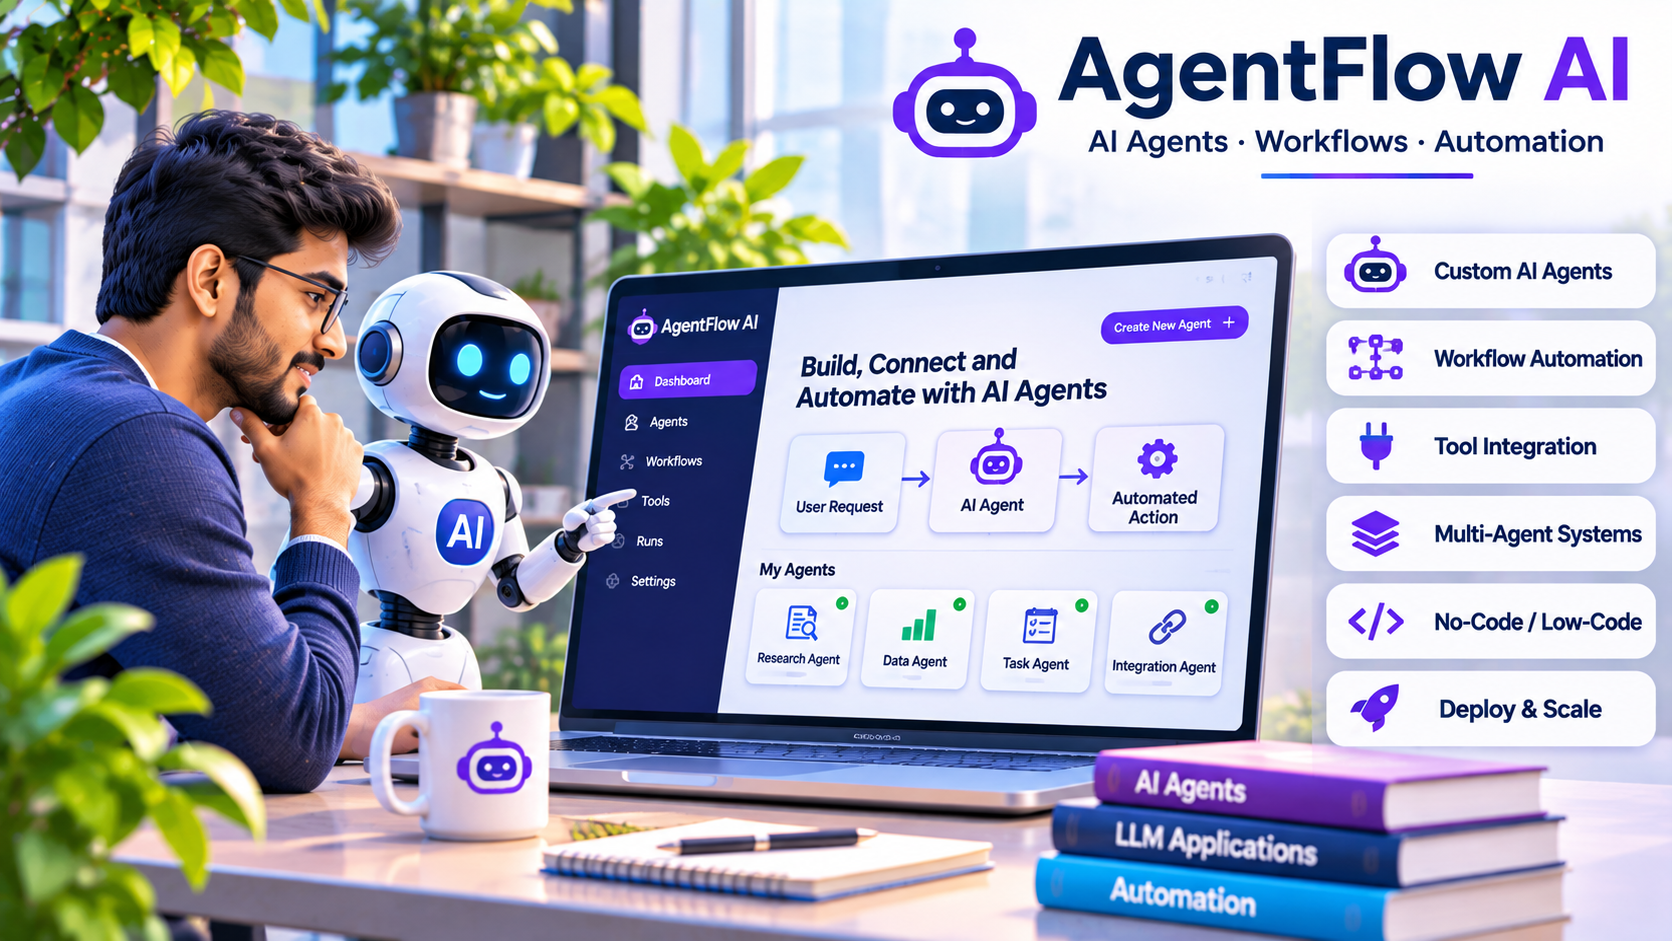 AgentFlow AI
AI Agents · Workflows · Automation
Custom AI Agents
Workflow Automation
Tool Integration
Multi-Agent Systems
No-Code / Low-Code
Deploy & Scale
AgentFlow AI
Dashboard
Agents
Workflows
Tools
Runs
Settings
Create New Agent +
Build, Connect and
Automate with AI Agents
User Request
AI Agent
Automated
Action
My Agents
Research Agent
Data Agent
Task Agent
Integration Agent
AI
AI Agents
LLM Applications
Automation